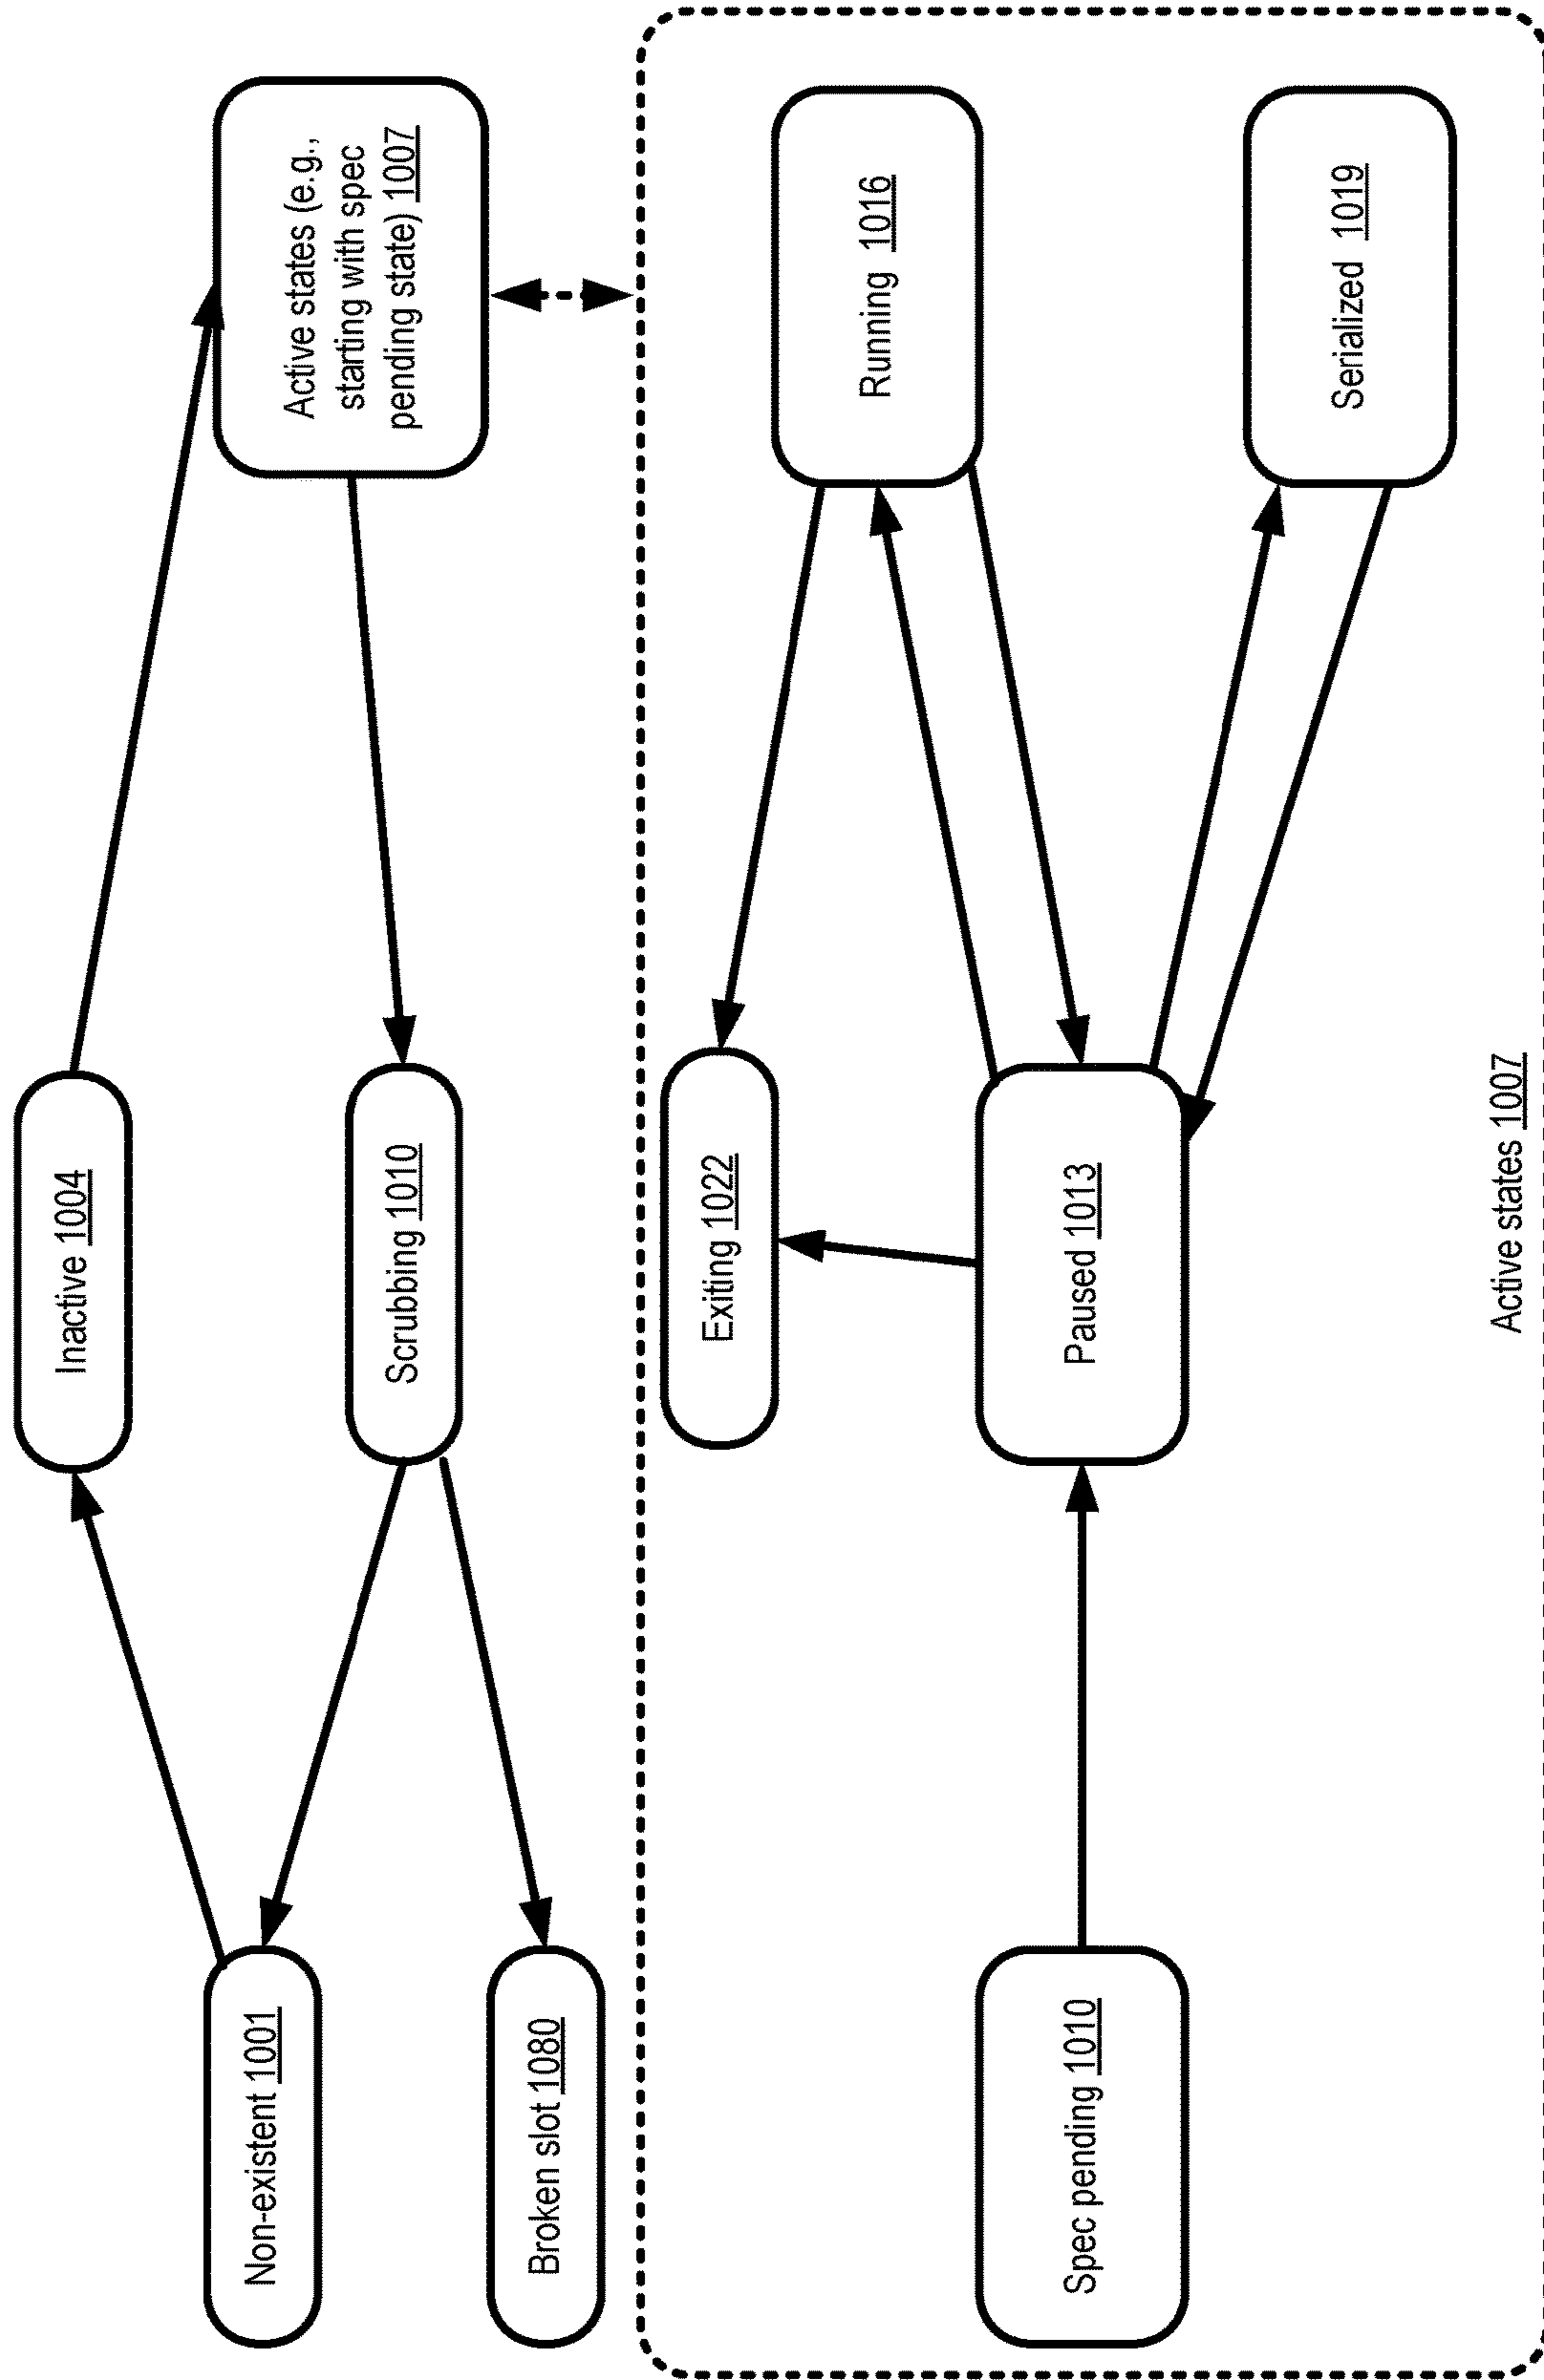 Inactive 1004
Active states (e.g.,
starting with spec
pending state) 1007
Non-existent 1001
Scrubbing 1010
Broken slot 1080
Exiting 1022
Running 1016
Spec pending 1010
Paused 1013
Serialized 1019
Active states 1007